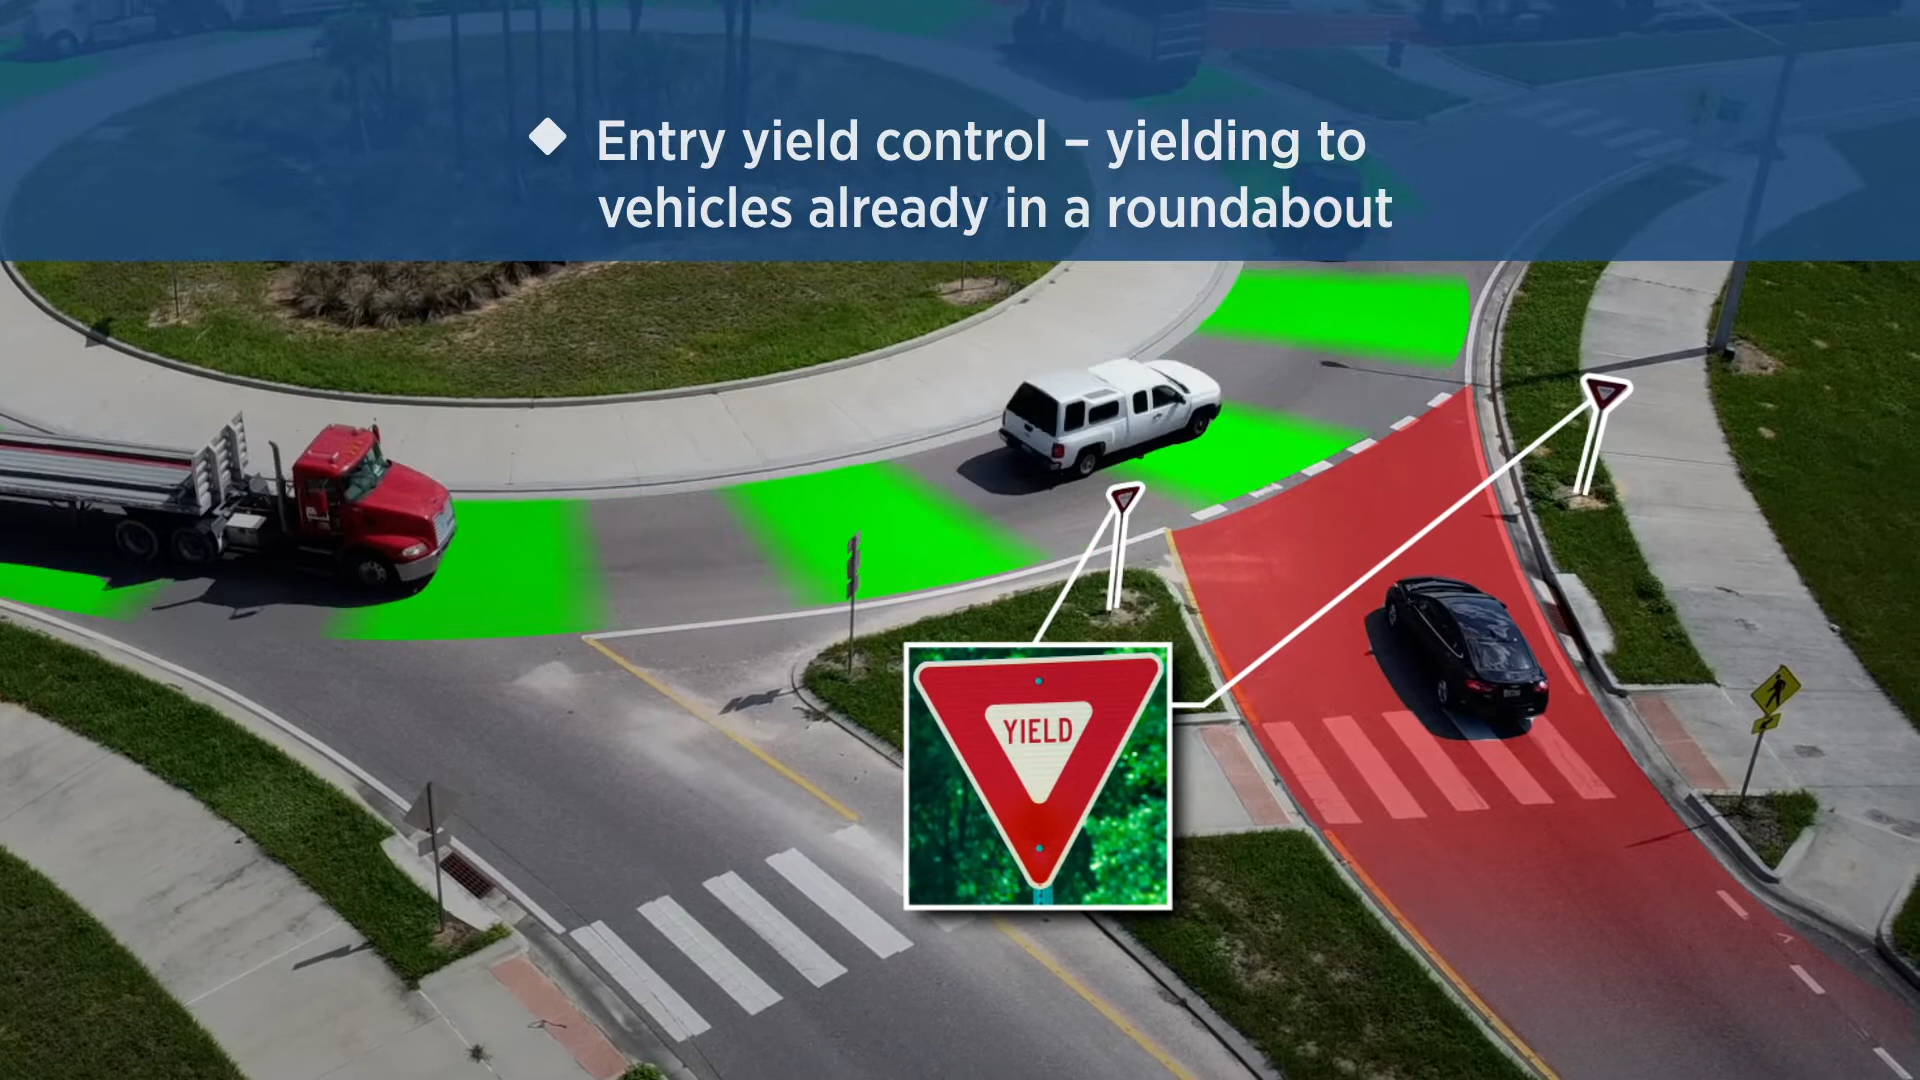 Entry yield control – yielding to
vehicles already in a roundabout
YIELD